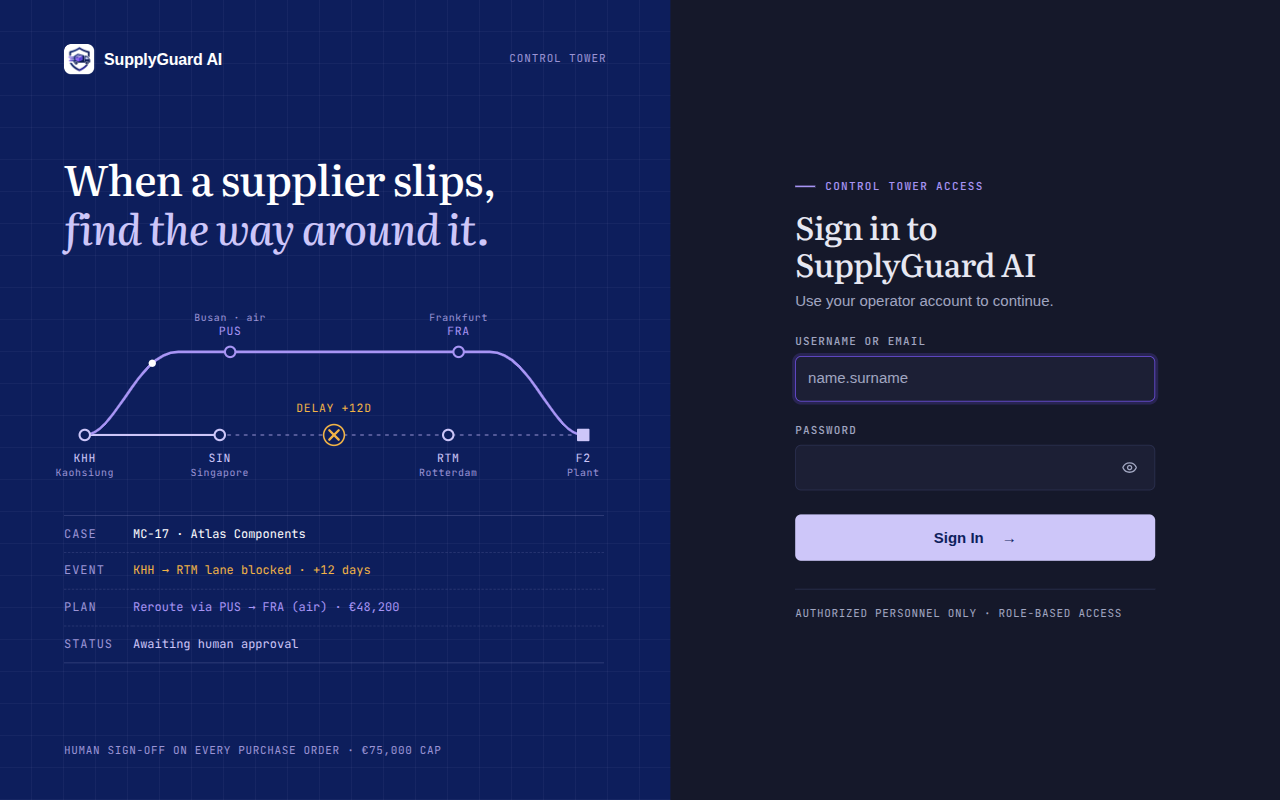 SupplyGuard AI
CONTROL TOWER
When a supplier slips,
find the way around it.
Busan · air
PUS
Frankfurt
FRA
DELAY +12D
KHH
Kaohsiung
SIN
Singapore
RTM
Rotterdam
F2
Plant
CASE MC-17 · Atlas Components
EVENT KHH → RTM lane blocked · +12 days
PLAN Reroute via PUS → FRA (air) · €48,200
STATUS Awaiting human approval
HUMAN SIGN-OFF ON EVERY PURCHASE ORDER · €75,000 CAP
CONTROL TOWER ACCESS
Sign in to
SupplyGuard AI
Use your operator account to continue.
USERNAME OR EMAIL
name.surname
PASSWORD
Sign In →
AUTHORIZED PERSONNEL ONLY · ROLE-BASED ACCESS